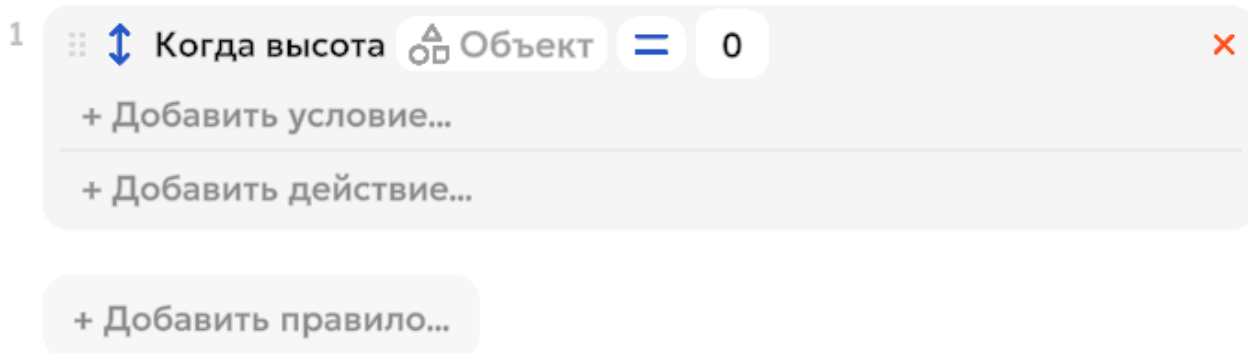 1 Когда высота Объект = 0 ×
+ Добавить условие...
+ Добавить действие...
+ Добавить правило...